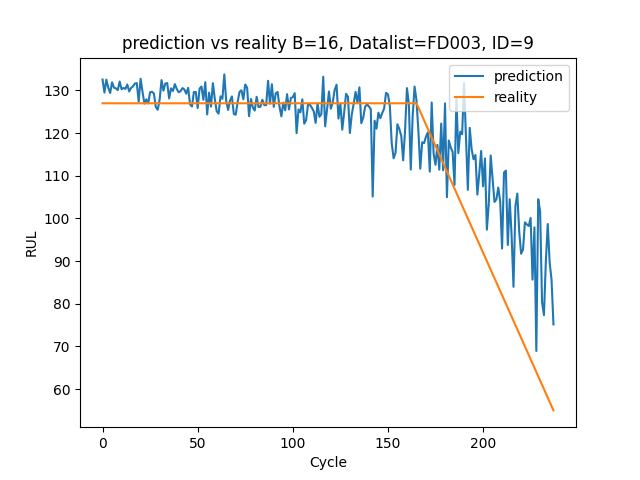 prediction vs reality B=16, Datalist=FD003, ID=9
prediction
reality
130
120
110
100
90
80
70
60
RUL
0 50 100 150 200
Cycle